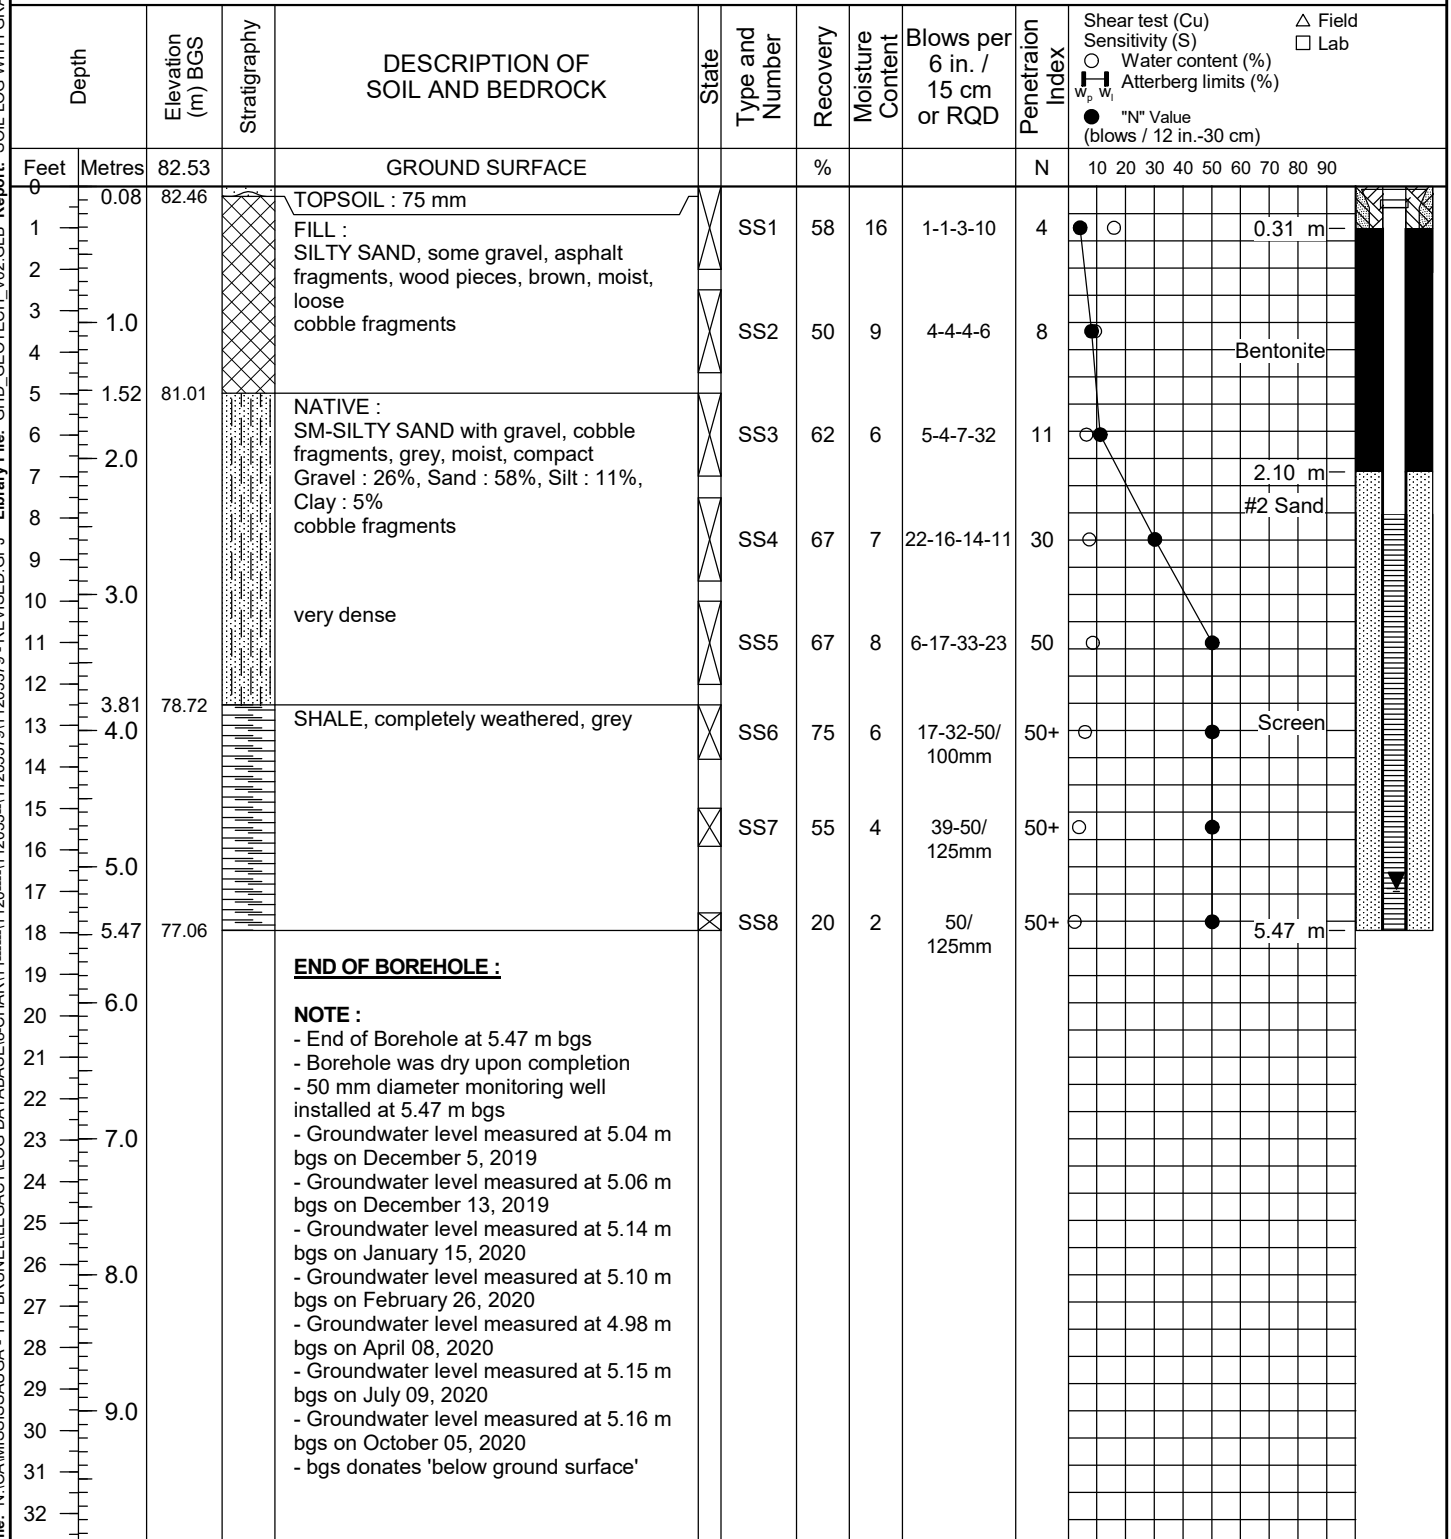 Depth
Elevation
(m) BGS
Stratigraphy
DESCRIPTION OF
SOIL AND BEDROCK
State
Type and
Number
Recovery
Moisture
Content
Blows per
6 in. /
15 cm
or RQD
Penetraion
Index
Shear test (Cu)
Sensitivity (S)
Water content (%)
Wp Wl Atterberg limits (%)
"N" Value
(blows / 12 in.-30 cm)
Field
Lab
Feet Metres 82.53 GROUND SURFACE % N 10 20 30 40 50 60 70 80 90
0 0.08 82.46 TOPSOIL : 75 mm
1 FILL : SS1 58 16 1-1-3-10 4 0.31 m
SILTY SAND, some gravel, asphalt
2 fragments, wood pieces, brown, moist,
3 loose
1.0 cobble fragments SS2 50 9 4-4-4-6 8
4 Bentonite
5 1.52 81.01
NATIVE :
6 SM-SILTY SAND with gravel, cobble SS3 62 6 5-4-7-32 11
2.0 fragments, grey, moist, compact
7 Gravel : 26%, Sand : 58%, Silt : 11%, 2.10 m
Clay : 5% #2 Sand
8 cobble fragments
SS4 67 7 22-16-14-11 30
9
10 3.0
very dense
11 SS5 67 8 6-17-33-23 50
12
3.81 78.72
13 SHALE, completely weathered, grey Screen
4.0 SS6 75 6 17-32-50/ 50+
100mm
14
15
SS7 55 4 39-50/ 50+
125mm
16
5.0
17
SS8 20 2 50/ 50+
125mm
18 5.47 77.06 5.47 m
19 END OF BOREHOLE :
6.0
20 NOTE :
- End of Borehole at 5.47 m bgs
21 - Borehole was dry upon completion
- 50 mm diameter monitoring well
22 installed at 5.47 m bgs
23 7.0 - Groundwater level measured at 5.04 m
bgs on December 5, 2019
24 - Groundwater level measured at 5.06 m
bgs on December 13, 2019
25 - Groundwater level measured at 5.14 m
bgs on January 15, 2020
26 8.0 - Groundwater level measured at 5.10 m
27 bgs on February 26, 2020
- Groundwater level measured at 4.98 m
28 bgs on April 08, 2020
- Groundwater level measured at 5.15 m
29 bgs on July 09, 2020
9.0 - Groundwater level measured at 5.16 m
30 bgs on October 05, 2020
31 - bgs donates 'below ground surface'
32